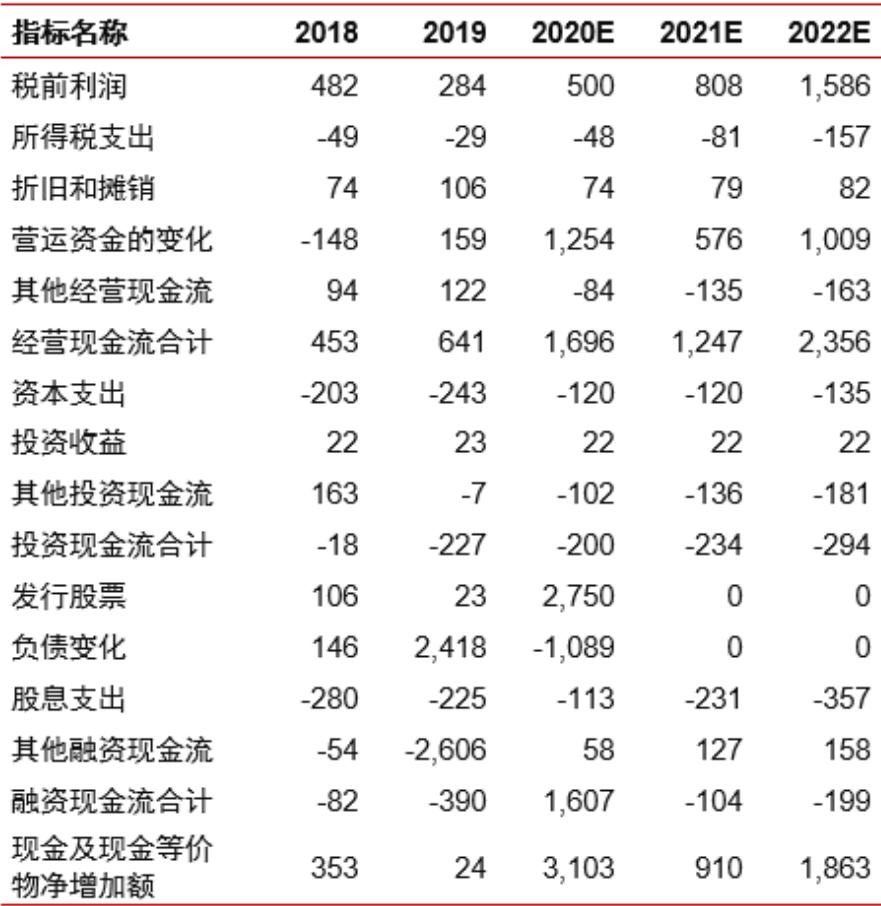 指标名称 2018 2019 2020E 2021E 2022E
税前利润 482 284 500 808 1,586
所得税支出 -49 -29 -48 -81 -157
折旧和摊销 74 106 74 79 82
营运资金的变化 -148 159 1,254 576 1,009
其他经营现金流 94 122 -84 -135 -163
经营现金流合计 453 641 1,696 1,247 2,356
资本支出 -203 -243 -120 -120 -135
投资收益 22 23 22 22 22
其他投资现金流 163 -7 -102 -136 -181
投资现金流合计 -18 -227 -200 -234 -294
发行股票 106 23 2,750 0 0
负债变化 146 2,418 -1,089 0 0
股息支出 -280 -225 -113 -231 -357
其他融资现金流 -54 -2,606 58 127 158
融资现金流合计 -82 -390 1,607 -104 -199
现金及现金等价
物净增加额 353 24 3,103 910 1,863